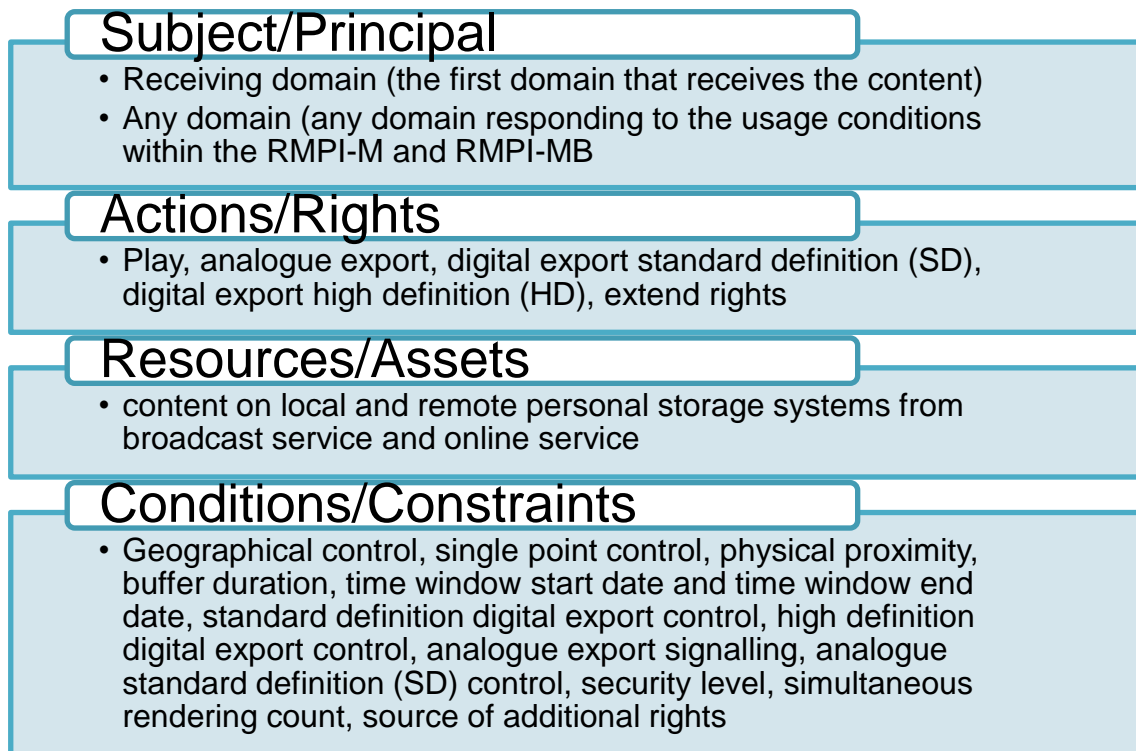 Subject/Principal
• Receiving domain (the first domain that receives the content)
• Any domain (any domain responding to the usage conditions
within the RMPI-M and RMPI-MB
Actions/Rights
• Play, analogue export, digital export standard definition (SD),
digital export high definition (HD), extend rights
Resources/Assets
• content on local and remote personal storage systems from
broadcast service and online service
Conditions/Constraints
• Geographical control, single point control, physical proximity,
buffer duration, time window start date and time window end
date, standard definition digital export control, high definition
digital export control, analogue export signalling, analogue
standard definition (SD) control, security level, simultaneous
rendering count, source of additional rights